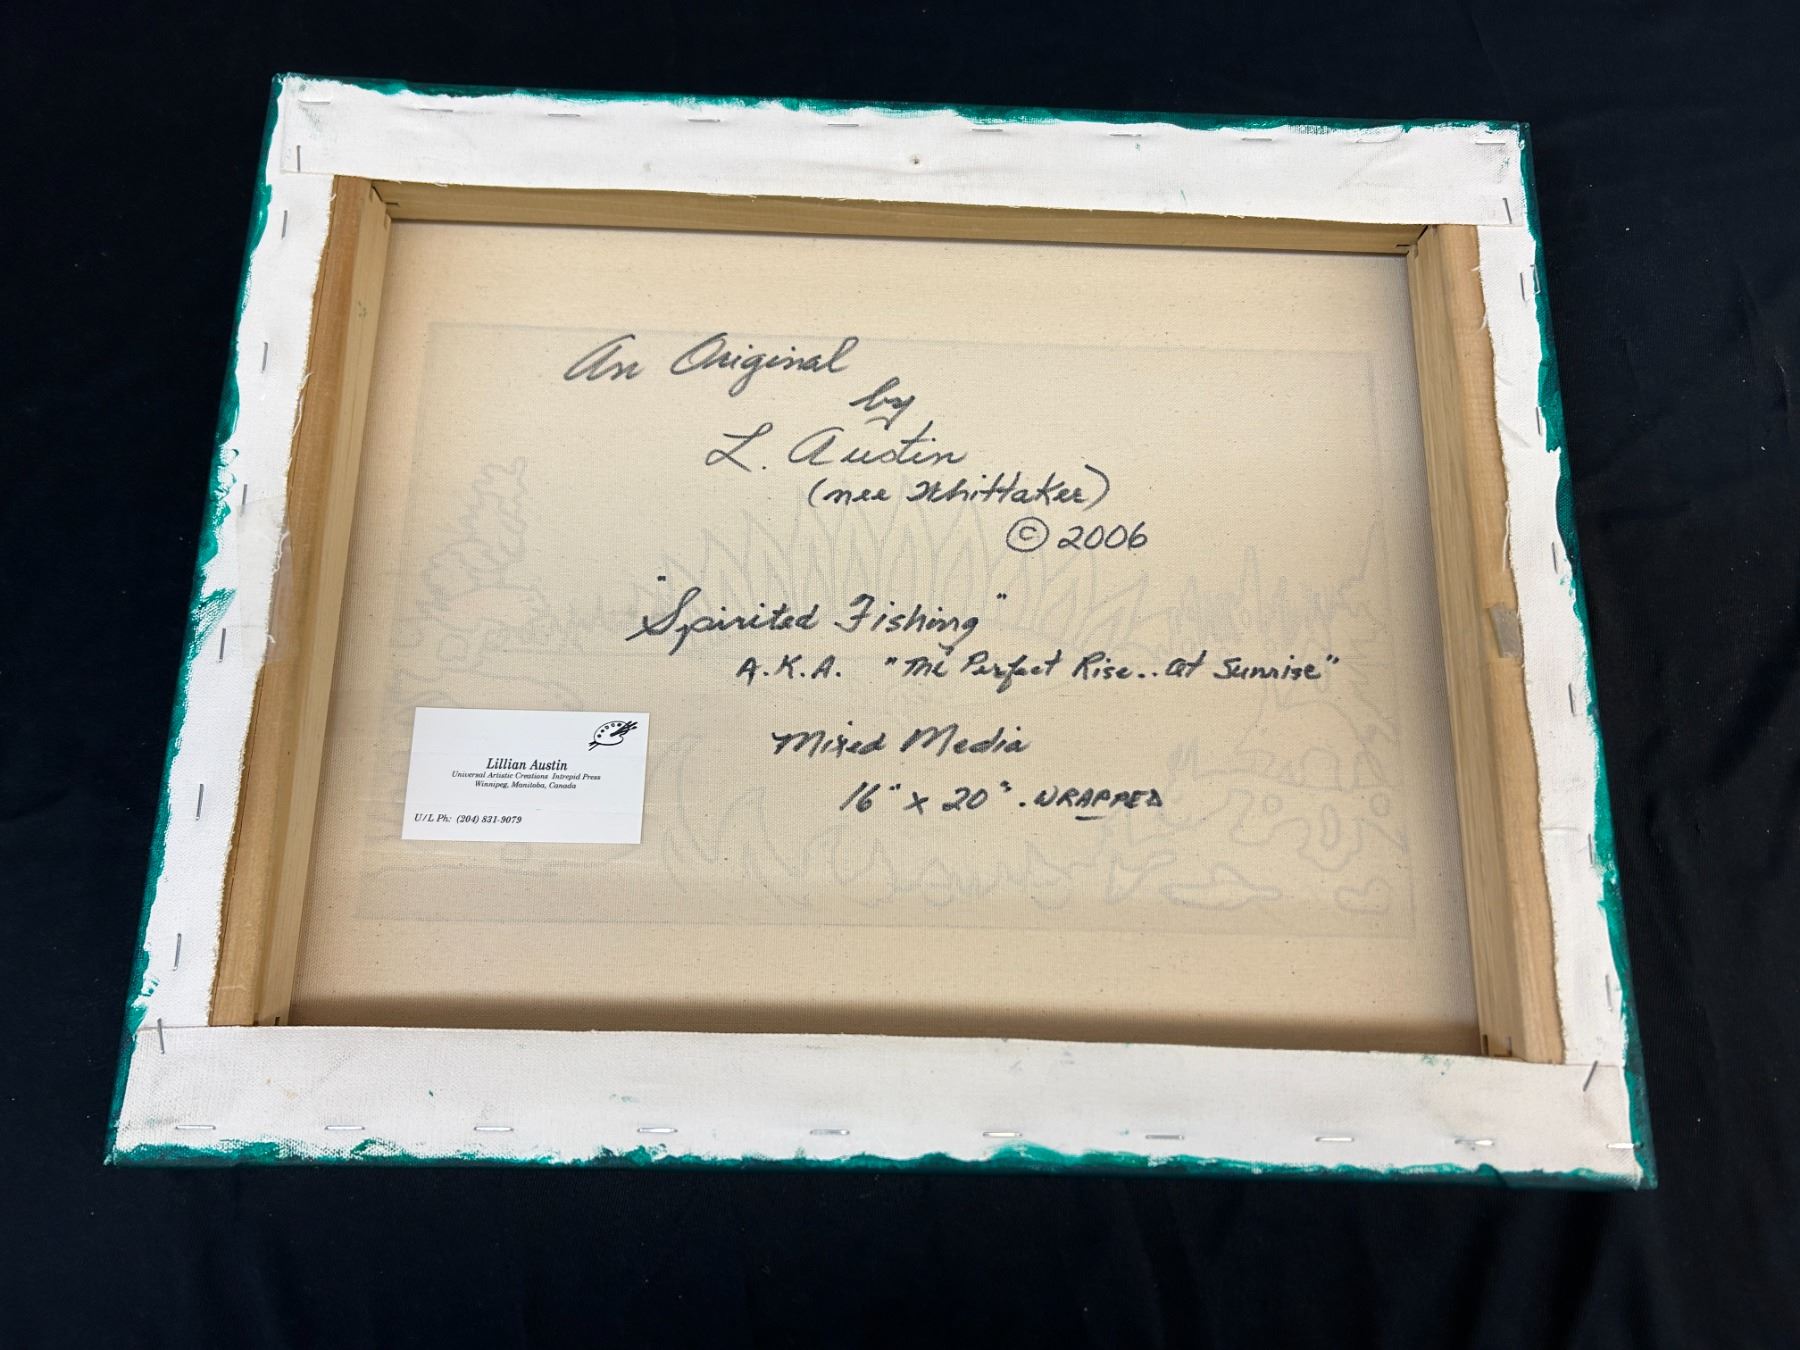 An Original
by
L. Austin
(nee Whittaker)
© 2006
"Spirited Fishing"
A.K.A. "The Perfect Rise.. at Sunrise"
Mixed Media
16" x 20". WRAPPED
Lillian Austin
Universal Artistic Creations Intrepid Press
Winnipeg, Manitoba, Canada
U/L Ph: (204) 831-9079